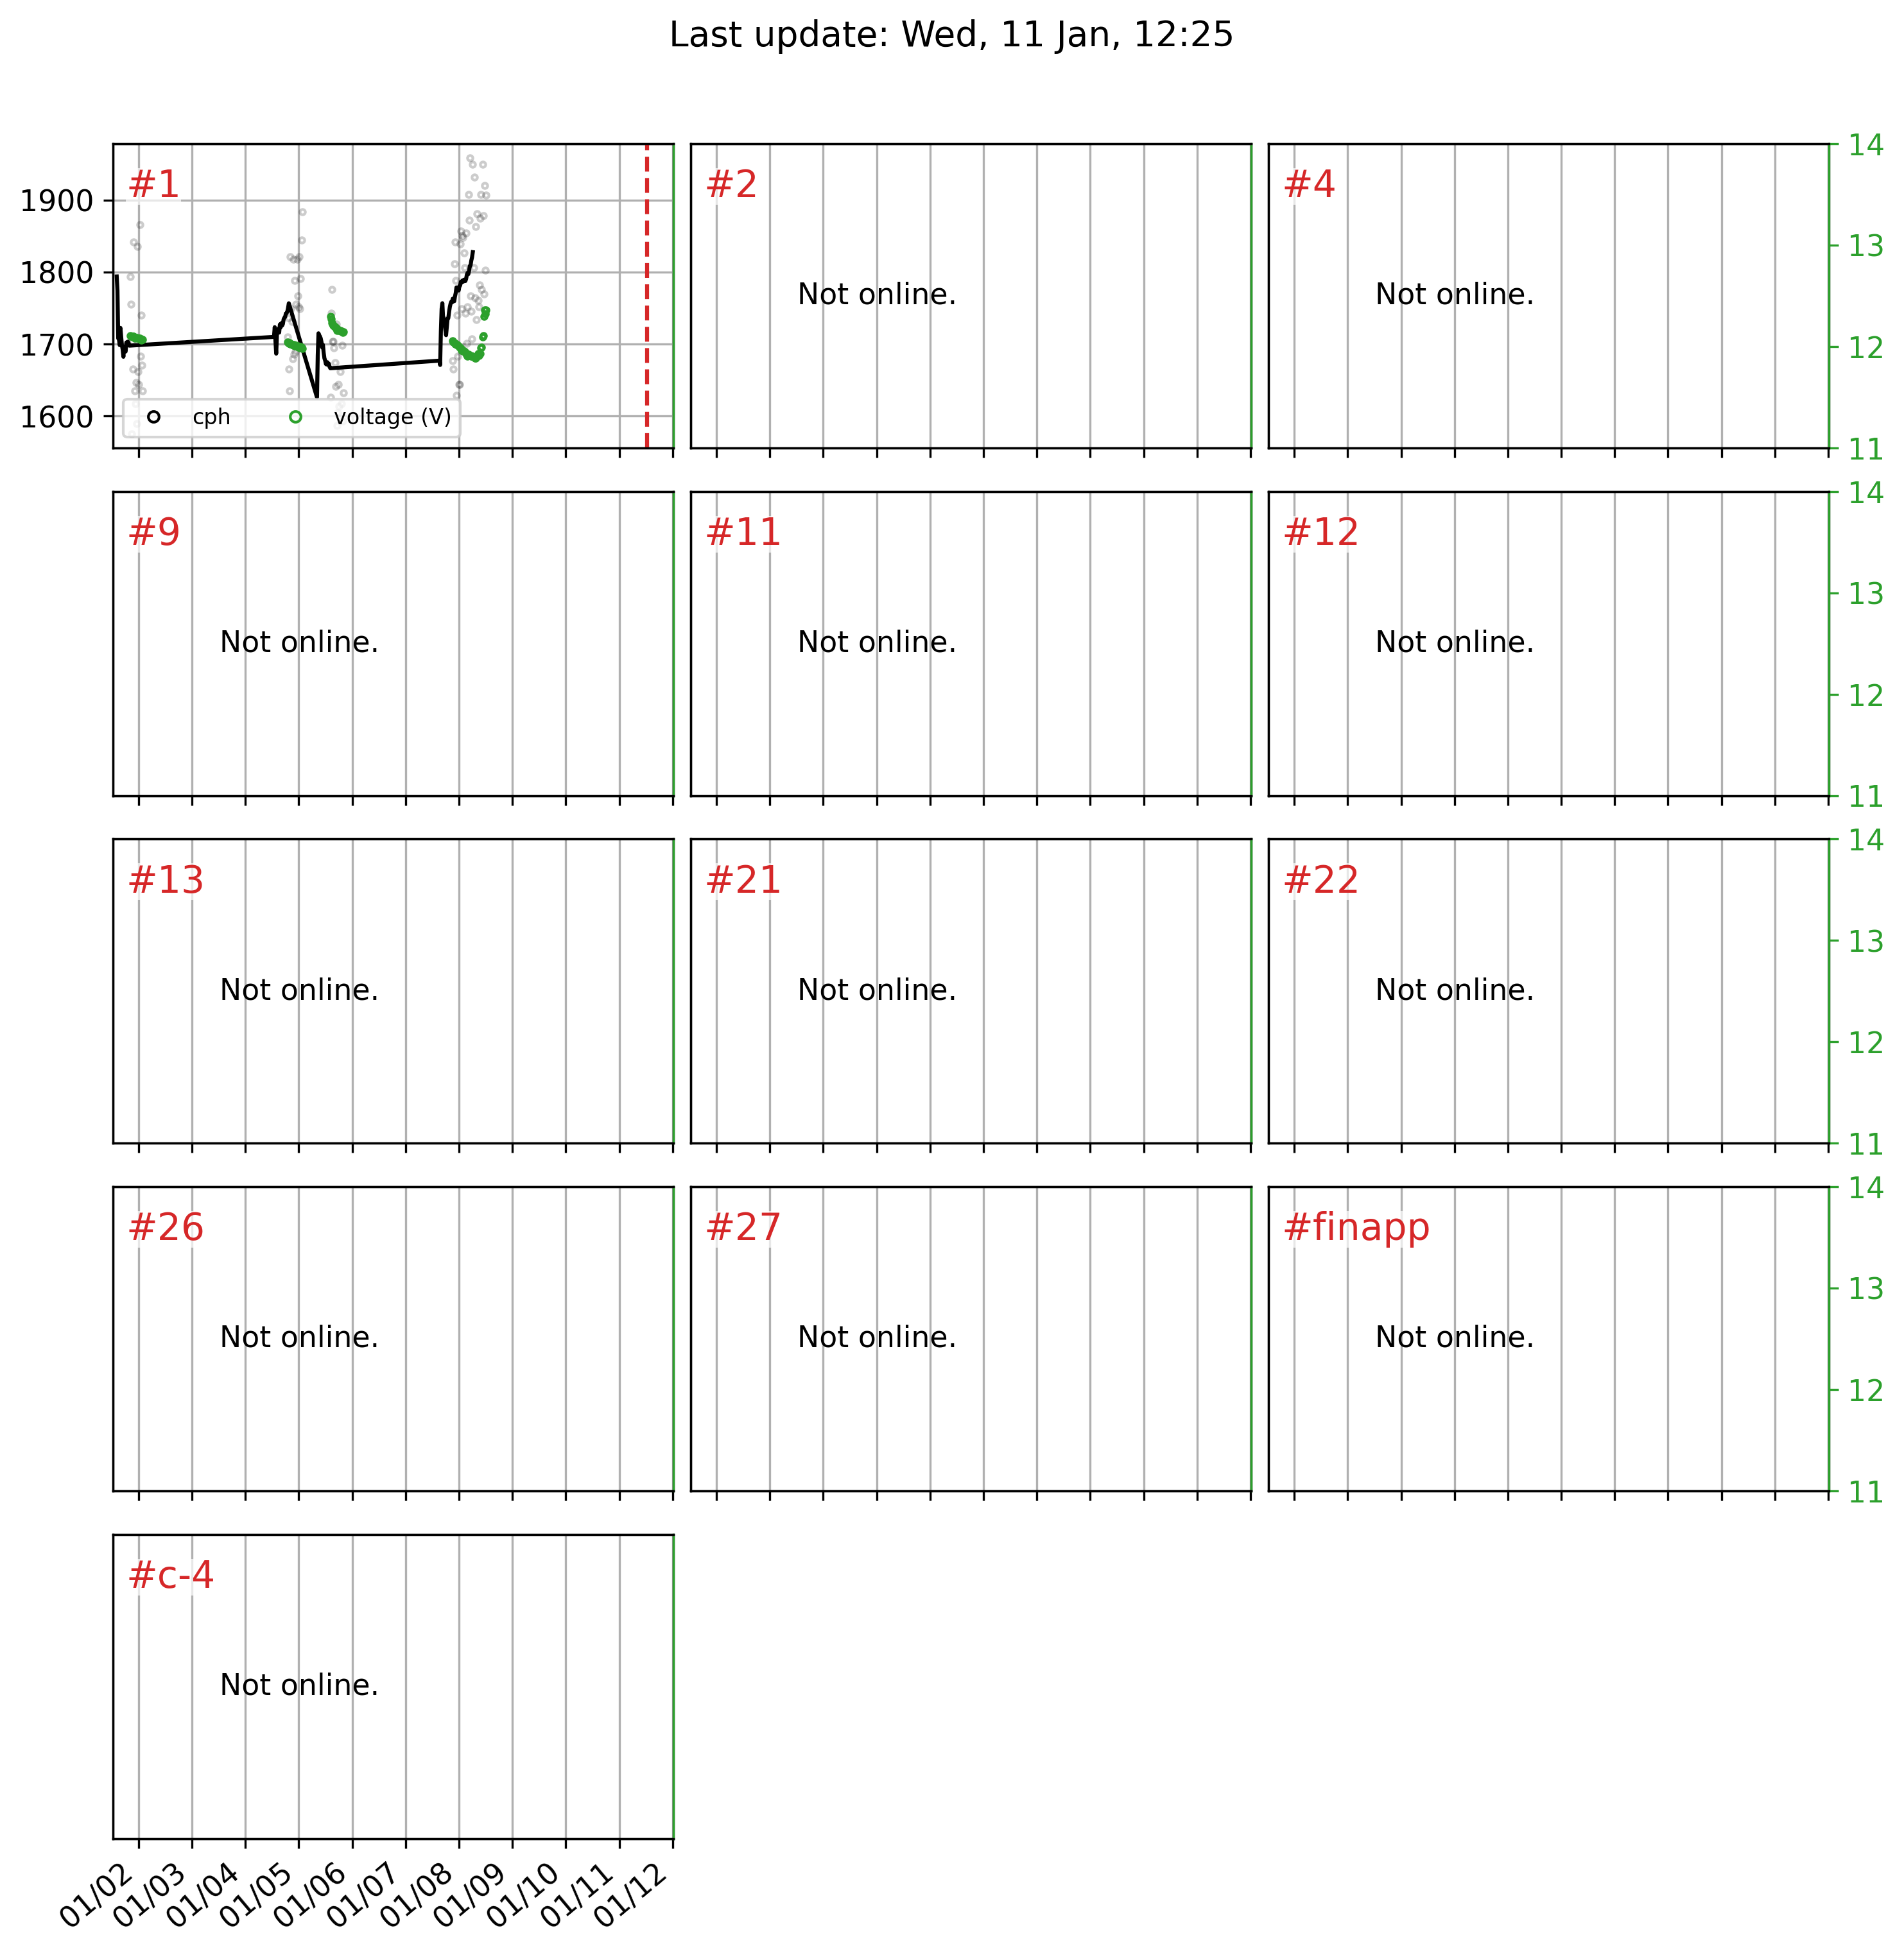 Last update: Wed, 11 Jan, 12:25
#1
1900
1800
1700
1600
cph
voltage (V)
#2
Not online.
#4
Not online.
14
13
12
11
#9
Not online.
#11
Not online.
#12
Not online.
14
13
12
11
#13
Not online.
#21
Not online.
#22
Not online.
14
13
12
11
#26
Not online.
#27
Not online.
#finapp
Not online.
14
13
12
11
#c-4
Not online.
01/02
01/03
01/04
01/05
01/06
01/07
01/08
01/09
01/10
01/11
01/12